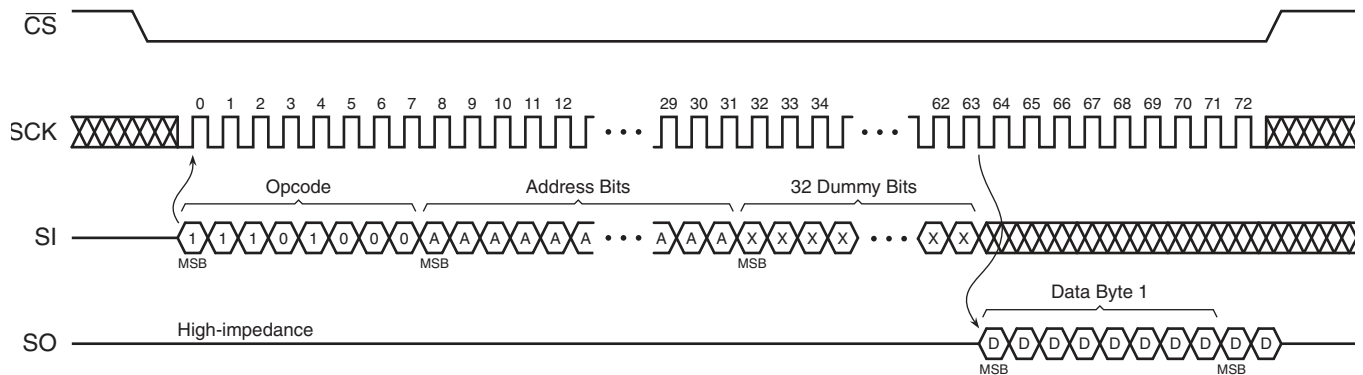 CS
0 1 2 3 4 5 6 7 8 9 10 11 12 29 30 31 32 33 34 62 63 64 65 66 67 68 69 70 71 72
SCK
Opcode Address Bits 32 Dummy Bits
SI 1 1 1 0 1 0 0 0 A A A A A A A A A X X X X X X
MSB MSB MSB
Data Byte 1
High-impedance
SO D D D D D D D D D D
MSB MSB